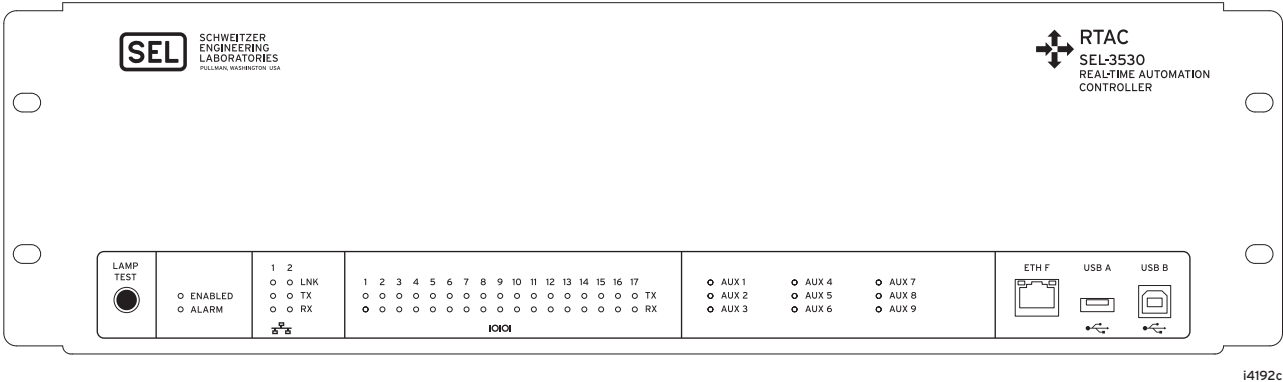 SEL
SCHWEITZER
ENGINEERING
LABORATORIES
PULLMAN, WASHINGTON USA
RTAC
SEL-3530
REAL-TIME AUTOMATION
CONTROLLER
LAMP
TEST
ENABLED
ALARM
1 2
LNK
TX
RX
1 2 3 4 5 6 7 8 9 10 11 12 13 14 15 16 17
TX
RX
IOIOI
AUX 1 AUX 4 AUX 7
AUX 2 AUX 5 AUX 8
AUX 3 AUX 6 AUX 9
ETH F USB A USB B
i4192c